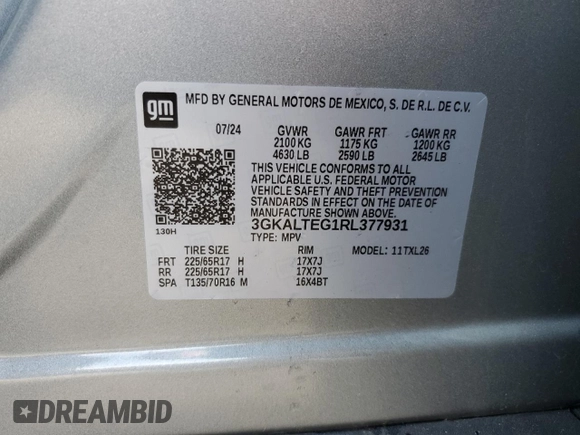 gm
MFD BY GENERAL MOTORS DE MEXICO, S. DE R.L. DE C.V.
07/24 GVWR GAWR FRT GAWR RR
2100 KG 1175 KG 1200 KG
4630 LB 2590 LB 2645 LB
THIS VEHICLE CONFORMS TO ALL
APPLICABLE U.S. FEDERAL MOTOR
VEHICLE SAFETY AND THEFT PREVENTION
STANDARDS IN EFFECT ON THE DATE OF
MANUFACTURE SHOWN ABOVE.
130H
3GKALTEG1RL377931
TYPE: MPV MODEL: 11TXL26
TIRE SIZE RIM
FRT 225/65R17 H 17X7J
RR 225/65R17 H 17X7J
SPA T135/70R16 M 16X4BT
DREAMBID